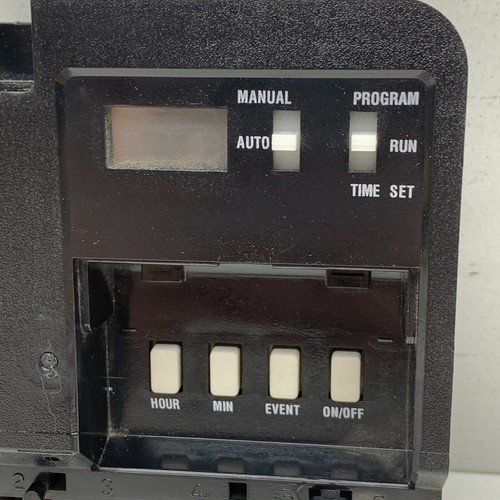 MANUAL PROGRAM
AUTO RUN
TIME SET
HOUR MIN EVENT ON/OFF
2 3 4